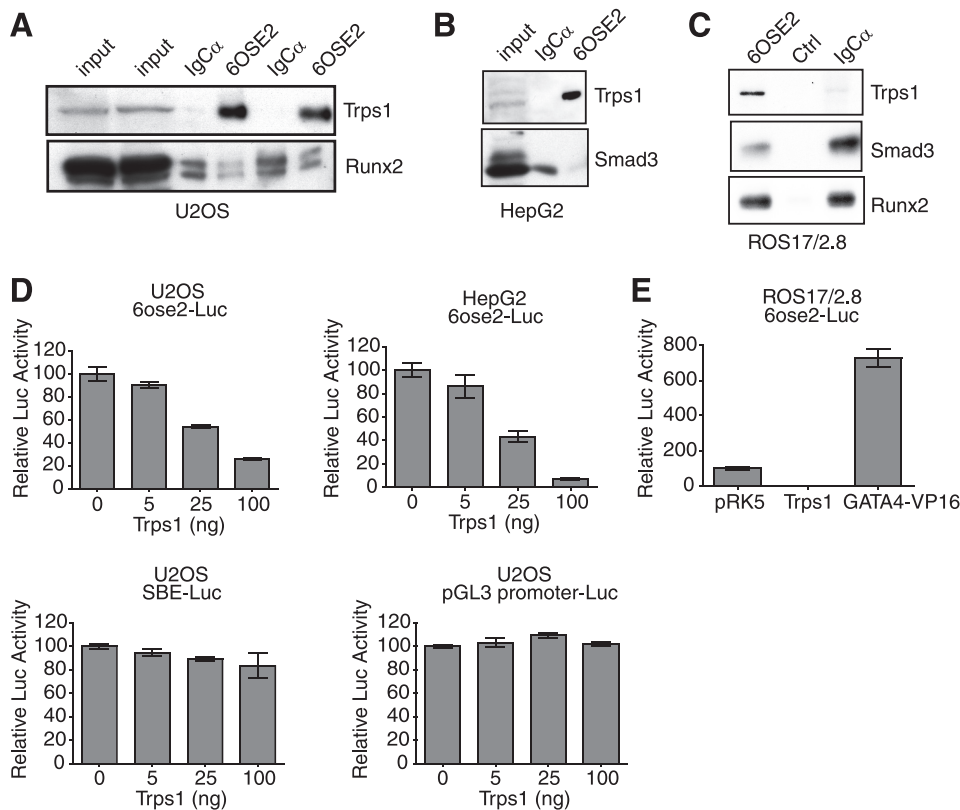 A
input input IgCα 6OSE2 IgCα 6OSE2
Trps1
Runx2
U2OS
B
input IgCα 6OSE2
Trps1
Smad3
HepG2
C
6OSE2 Ctrl IgCα
Trps1
Smad3
Runx2
ROS17/2.8
D
U2OS
6ose2-Luc
Relative Luc Activity
120
100
80
60
40
20
0
0 5 25 100
Trps1 (ng)
HepG2
6ose2-Luc
Relative Luc Activity
120
100
80
60
40
20
0
0 5 25 100
Trps1 (ng)
E
ROS17/2.8
6ose2-Luc
Relative Luc Activity
800
600
400
200
0
pRK5 Trps1 GATA4-VP16
U2OS
SBE-Luc
Relative Luc Activity
120
100
80
60
40
20
0
0 5 25 100
Trps1 (ng)
U2OS
pGL3 promoter-Luc
Relative Luc Activity
120
100
80
60
40
20
0
0 5 25 100
Trps1 (ng)